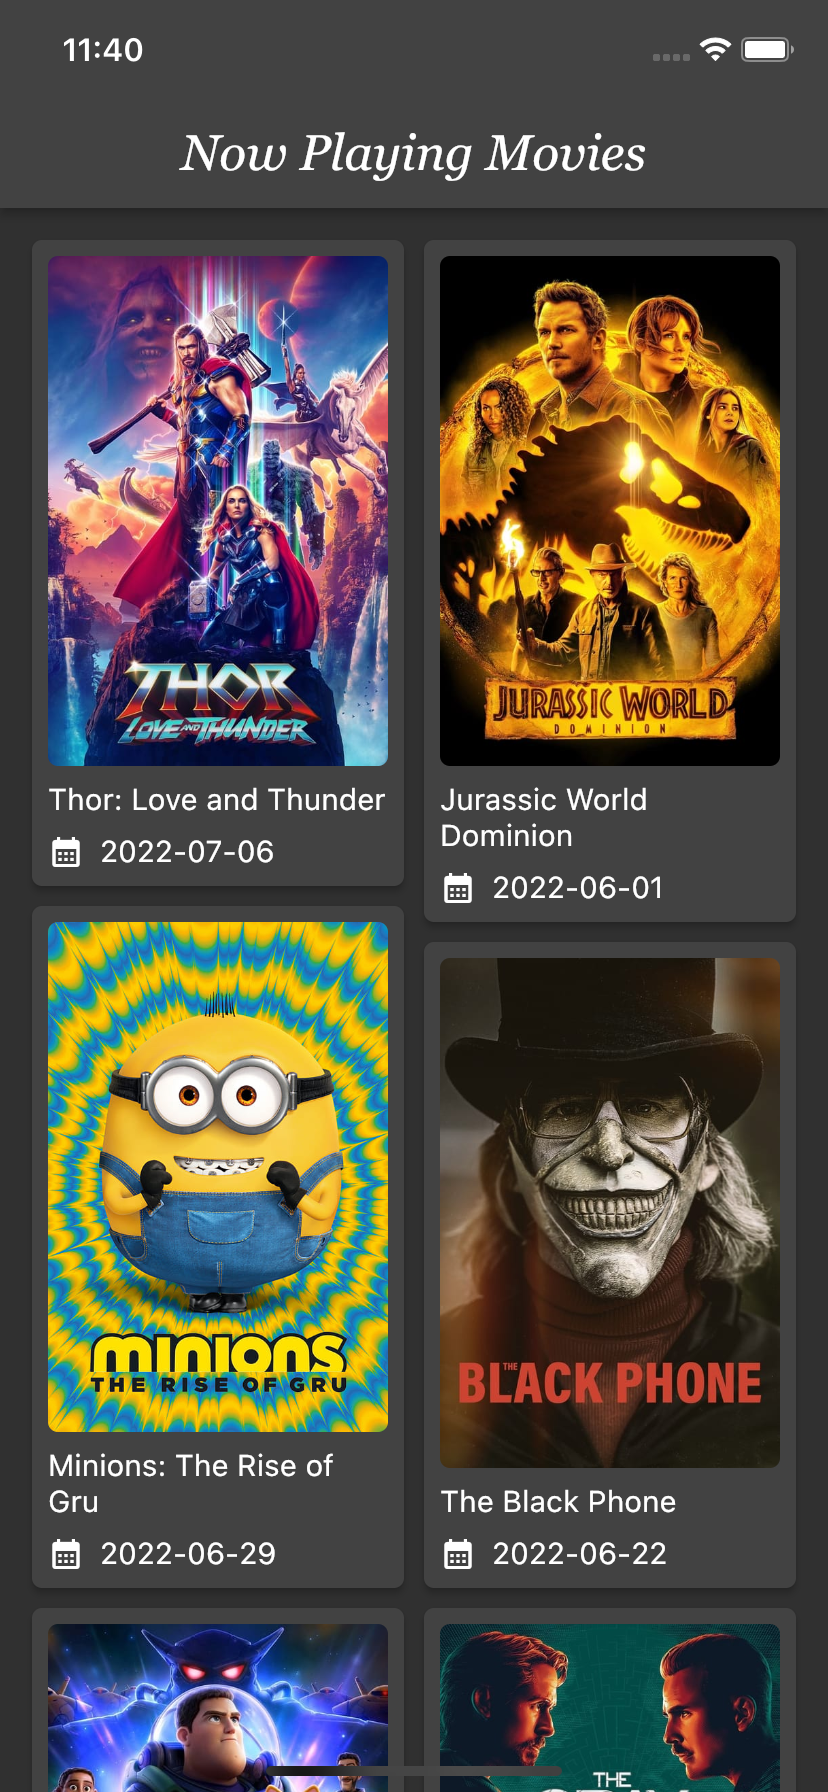 11:40
Now Playing Movies
THOR
LOVE AND THUNDER
Thor: Love and Thunder
2022-07-06
JURASSIC WORLD
DOMINION
Jurassic World
Dominion
2022-06-01
minions
THE RISE OF GRU
Minions: The Rise of
Gru
2022-06-29
THE BLACK PHONE
The Black Phone
2022-06-22
THE